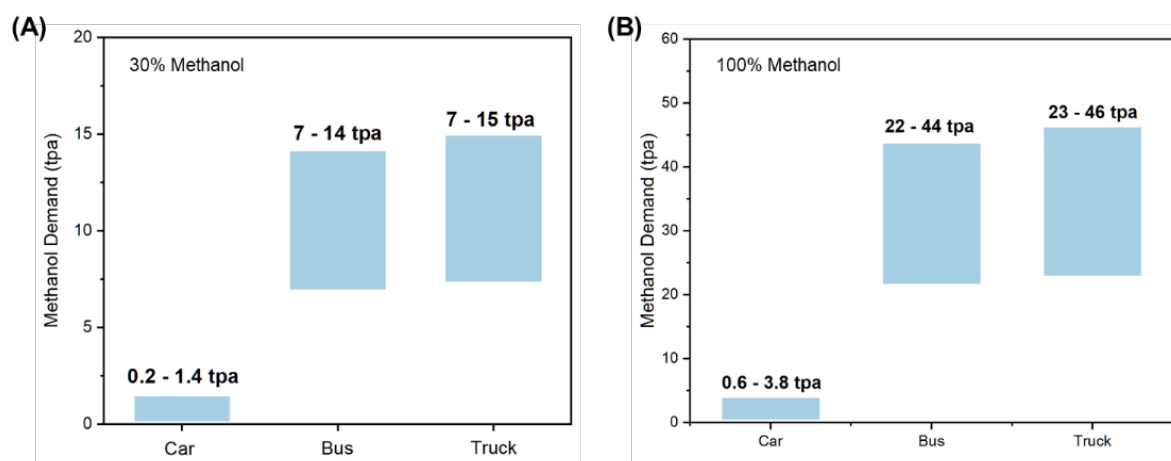 (A)
30% Methanol
Methanol Demand (tpa)
20
15
10
5
0
0.2 - 1.4 tpa
7 - 14 tpa
7 - 15 tpa
Car
Bus
Truck
(B)
100% Methanol
Methanol Demand (tpa)
60
50
40
30
20
10
0
0.6 - 3.8 tpa
22 - 44 tpa
23 - 46 tpa
Car
Bus
Truck